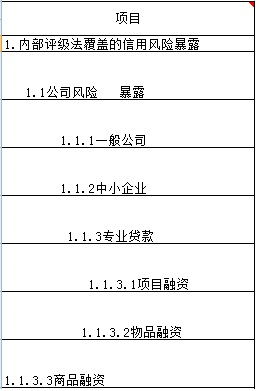 项目
1.内部评级法覆盖的信用风险暴露
1.1公司风险 暴露
1.1.1一般公司
1.1.2中小企业
1.1.3专业贷款
1.1.3.1项目融资
1.1.3.2物品融资
1.1.3.3商品融资